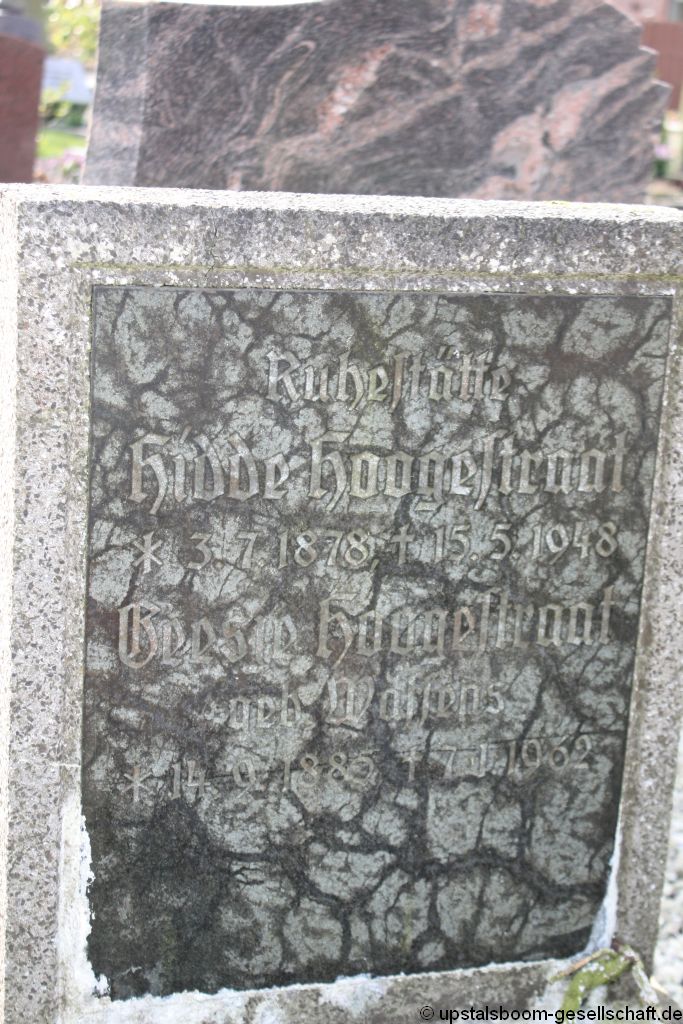 Ruhestätte
Hidde Hoogestraat
* 3. 7. 1878 † 15. 5. 1948
Geesje Hoogestraat
geb.
* 14. 9. 1885 † 7. 1. 1962
© upstalsboom-gesellschaft.de